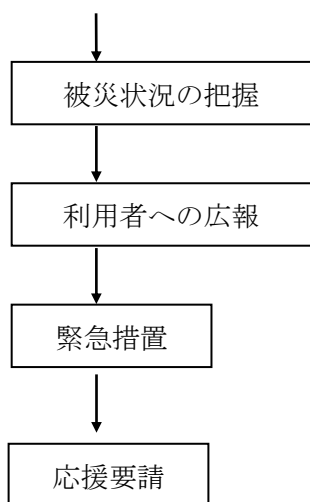 被災状況の把握
利用者への広報
緊急措置
応援要請